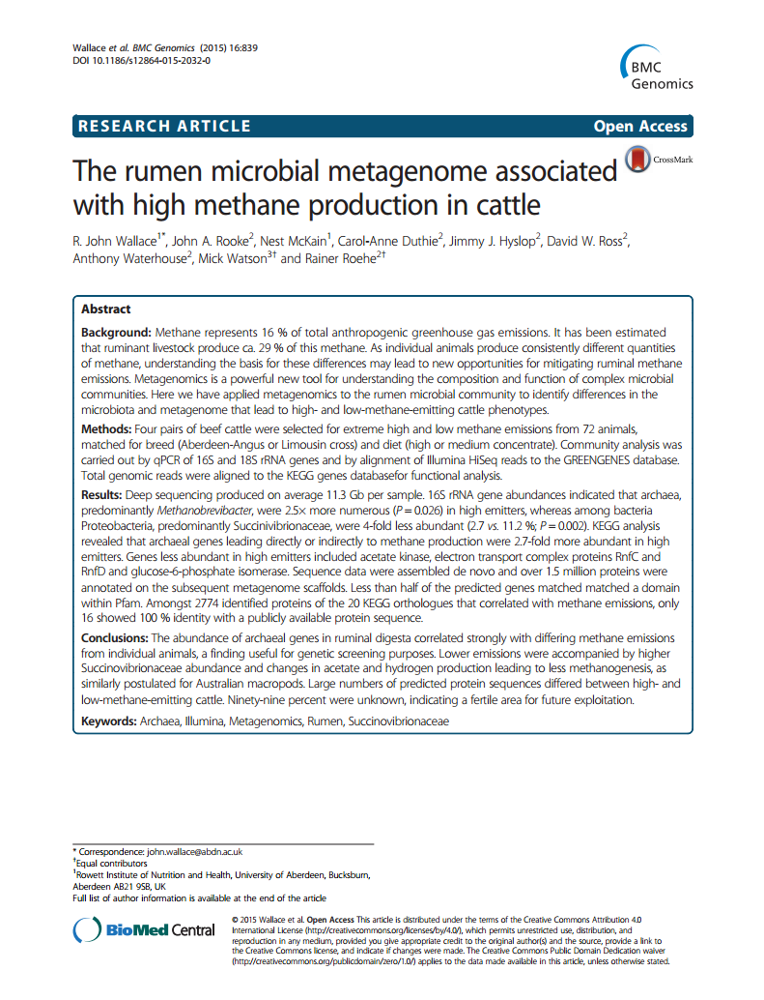 Wallace et al. BMC Genomics (2015) 16:839
DOI 10.1186/s12864-015-2032-0
BMC
Genomics
RESEARCH ARTICLE
Open Access
The rumen microbial metagenome associated
with high methane production in cattle
CrossMark
R. John Wallace1*, John A. Rooke2, Nest McKain1, Carol-Anne Duthie2, Jimmy J. Hyslop2, David W. Ross2,
Anthony Waterhouse2, Mick Watson3† and Rainer Roehe2†
Abstract
Background: Methane represents 16 % of total anthropogenic greenhouse gas emissions. It has been estimated
that ruminant livestock produce ca. 29 % of this methane. As individual animals produce consistently different quantities
of methane, understanding the basis for these differences may lead to new opportunities for mitigating ruminal methane
emissions. Metagenomics is a powerful new tool for understanding the composition and function of complex microbial
communities. Here we have applied metagenomics to the rumen microbial community to identify differences in the
microbiota and metagenome that lead to high- and low-methane-emitting cattle phenotypes.
Methods: Four pairs of beef cattle were selected for extreme high and low methane emissions from 72 animals,
matched for breed (Aberdeen-Angus or Limousin cross) and diet (high or medium concentrate). Community analysis was
carried out by qPCR of 16S and 18S rRNA genes and by alignment of Illumina HiSeq reads to the GREENGENES database.
Total genomic reads were aligned to the KEGG genes databasefor functional analysis.
Results: Deep sequencing produced on average 11.3 Gb per sample. 16S rRNA gene abundances indicated that archaea,
predominantly Methanobrevibacter, were 2.5× more numerous (P = 0.026) in high emitters, whereas among bacteria
Proteobacteria, predominantly Succinivibrionaceae, were 4-fold less abundant (2.7 vs. 11.2 %; P = 0.002). KEGG analysis
revealed that archaeal genes leading directly or indirectly to methane production were 2.7-fold more abundant in high
emitters. Genes less abundant in high emitters included acetate kinase, electron transport complex proteins RnfC and
RnfD and glucose-6-phosphate isomerase. Sequence data were assembled de novo and over 1.5 million proteins were
annotated on the subsequent metagenome scaffolds. Less than half of the predicted genes matched matched a domain
within Pfam. Amongst 2774 identified proteins of the 20 KEGG orthologues that correlated with methane emissions, only
16 showed 100 % identity with a publicly available protein sequence.
Conclusions: The abundance of archaeal genes in ruminal digesta correlated strongly with differing methane emissions
from individual animals, a finding useful for genetic screening purposes. Lower emissions were accompanied by higher
Succinovibrionaceae abundance and changes in acetate and hydrogen production leading to less methanogenesis, as
similarly postulated for Australian macropods. Large numbers of predicted protein sequences differed between high- and
low-methane-emitting cattle. Ninety-nine percent were unknown, indicating a fertile area for future exploitation.
Keywords: Archaea, Illumina, Metagenomics, Rumen, Succinovibrionaceae
* Correspondence: john.wallace@abdn.ac.uk
†Equal contributors
1Rowett Institute of Nutrition and Health, University of Aberdeen, Bucksburn,
Aberdeen AB21 9SB, UK
Full list of author information is available at the end of the article
BioMed Central
© 2015 Wallace et al. Open Access This article is distributed under the terms of the Creative Commons Attribution 4.0
International License (http://creativecommons.org/licenses/by/4.0/), which permits unrestricted use, distribution, and
reproduction in any medium, provided you give appropriate credit to the original author(s) and the source, provide a link to
the Creative Commons license, and indicate if changes were made. The Creative Commons Public Domain Dedication waiver
(http://creativecommons.org/publicdomain/zero/1.0/) applies to the data made available in this article, unless otherwise stated.